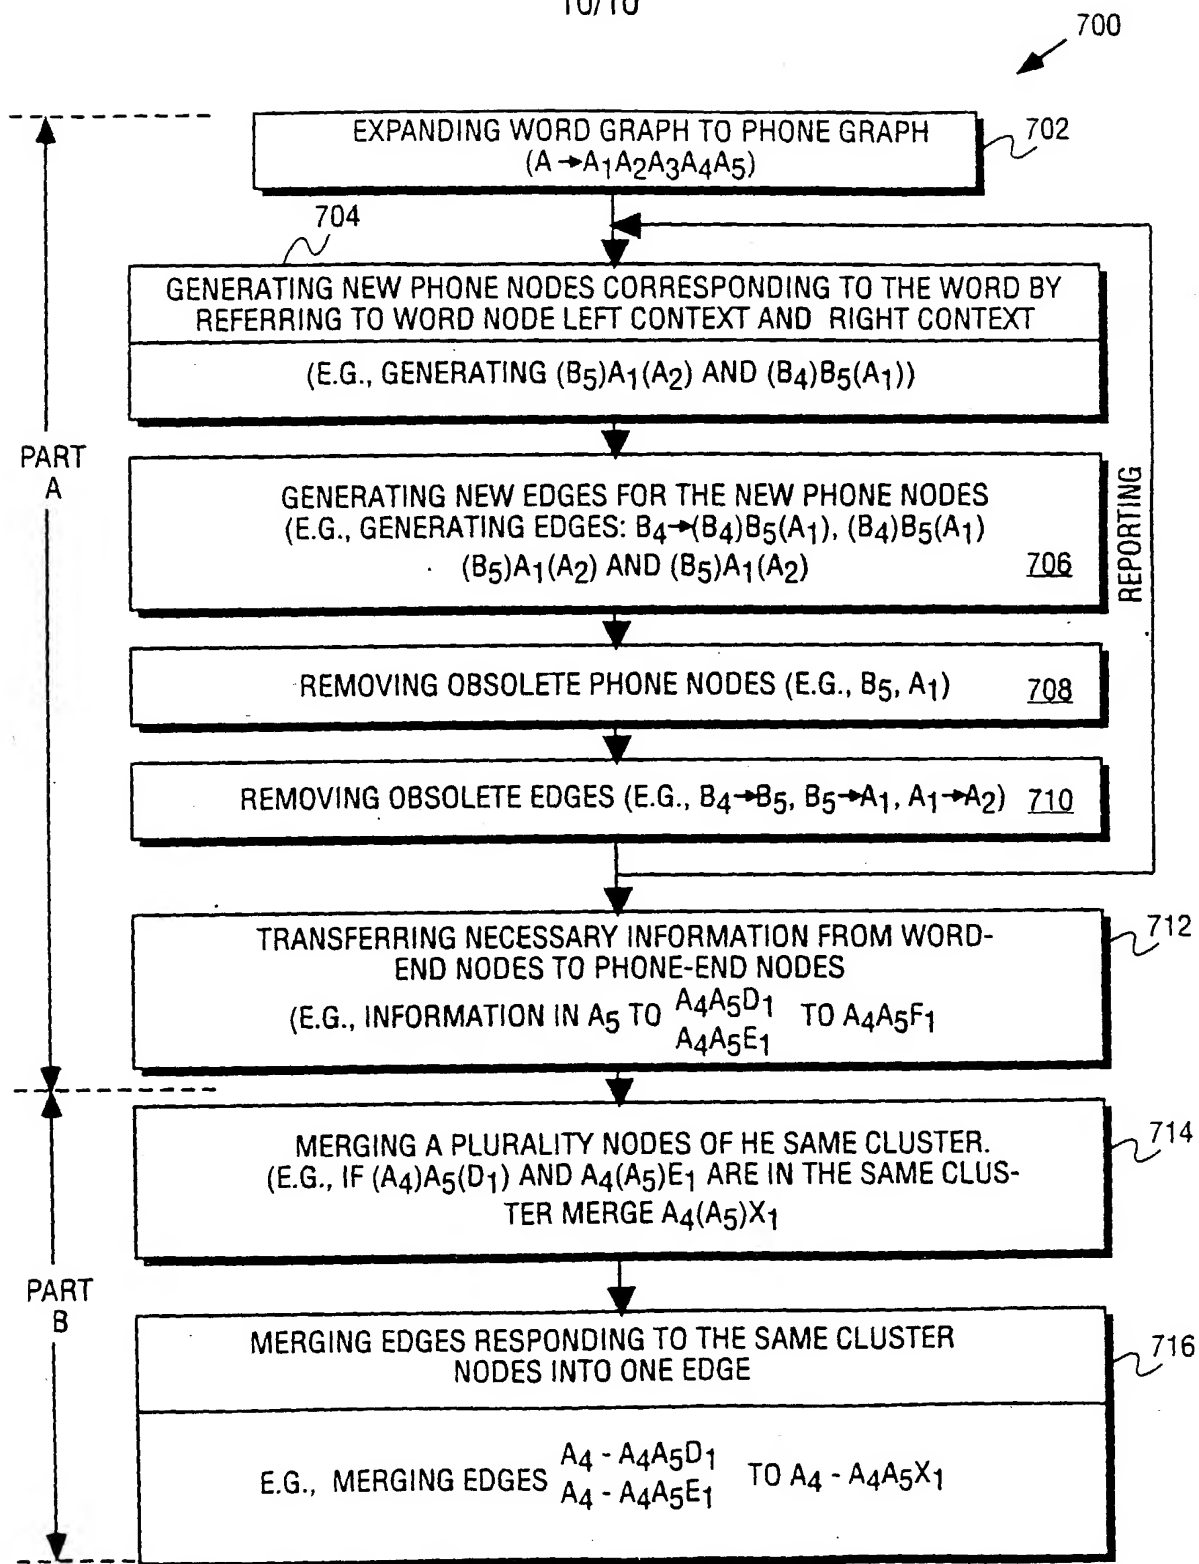 10/10
700
EXPANDING WORD GRAPH TO PHONE GRAPH
(A→A1A2A3A4A5)
702
704
GENERATING NEW PHONE NODES CORRESPONDING TO THE WORD BY
REFERRING TO WORD NODE LEFT CONTEXT AND RIGHT CONTEXT
(E.G., GENERATING (B5)A1(A2) AND (B4)B5(A1))
PART
A
GENERATING NEW EDGES FOR THE NEW PHONE NODES
(E.G., GENERATING EDGES: B4→(B4)B5(A1), (B4)B5(A1)
(B5)A1(A2) AND (B5)A1(A2)
706
REPORTING
REMOVING OBSOLETE PHONE NODES (E.G., B5, A1)
708
REMOVING OBSOLETE EDGES (E.G., B4→B5, B5→A1, A1→A2)
710
TRANSFERRING NECESSARY INFORMATION FROM WORD-
END NODES TO PHONE-END NODES
(E.G., INFORMATION IN A5 TO A4A5D1 A4A5E1 TO A4A5F1
712
MERGING A PLURALITY NODES OF HE SAME CLUSTER.
(E.G., IF (A4)A5(D1) AND A4(A5)E1 ARE IN THE SAME CLUS-
TER MERGE A4(A5)X1
714
PART
B
MERGING EDGES RESPONDING TO THE SAME CLUSTER
NODES INTO ONE EDGE
716
E.G., MERGING EDGES A4 - A4A5D1 A4 - A4A5E1 TO A4 - A4A5X1